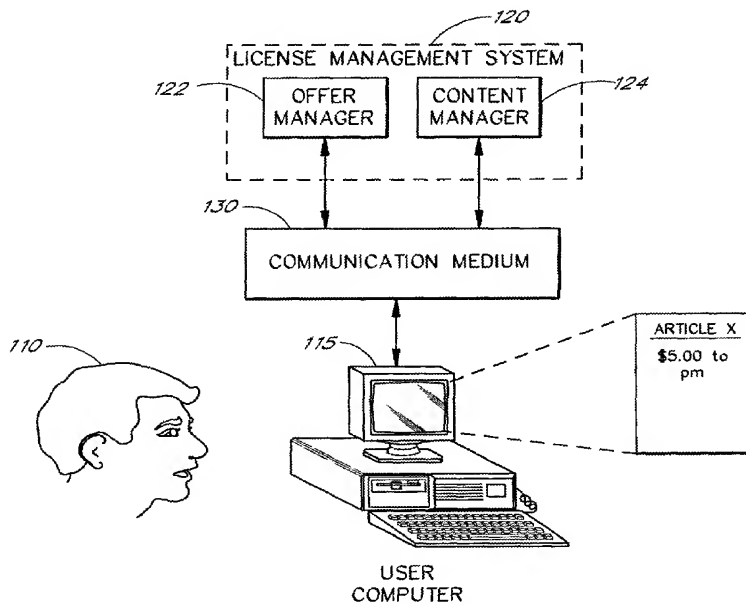 120
LICENSE MANAGEMENT SYSTEM
122
OFFER
MANAGER
CONTENT
MANAGER
124
130
COMMUNICATION MEDIUM
110
115
ARTICLE X
$5.00 to
pm
USER
COMPUTER